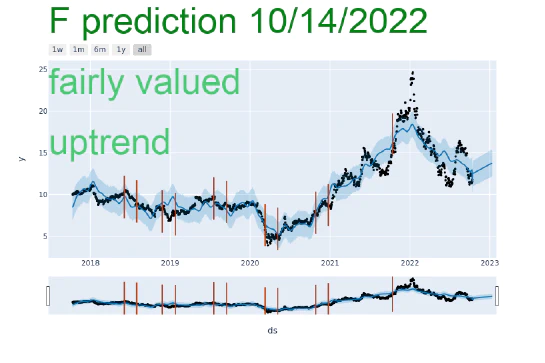 F prediction 10/14/2022
1w 1m 6m 1y all
fairly valued
uptrend
25
20
15
10
5
y
2018 2019 2020 2021 2022 2023
ds